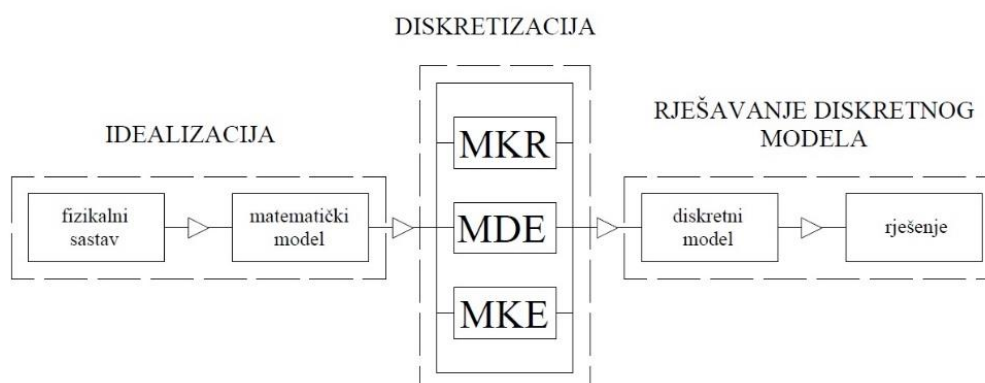 DISKRETIZACIJA
IDEALIZACIJA
RJEŠAVANJE DISKRETNOG
MODELA
fizikalni
sastav
matematički
model
MKR
MDE
MKE
diskretni
model
rješenje